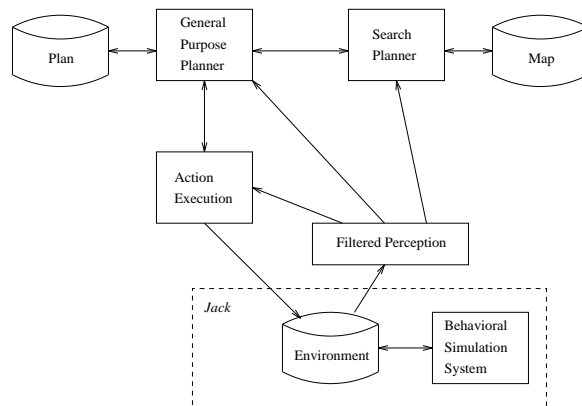 Plan
General
Purpose
Planner
Search
Planner
Map
Action
Execution
Filtered Perception
Jack
Environment
Behavioral
Simulation
System